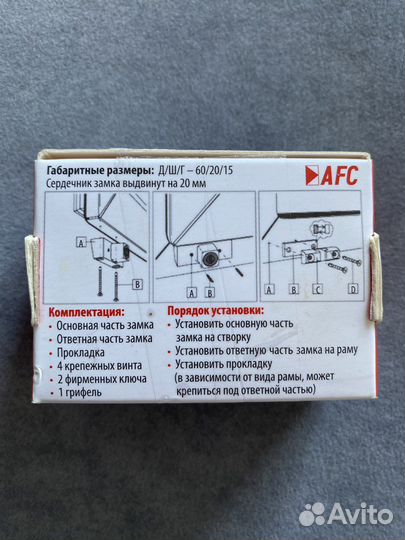 Габаритные размеры: Д/Ш/Г – 60/20/15
Сердечник замка выдвинут на 20 мм
AFC
A
B
A
B
A
B
C
D
Комплектация:
• Основная часть замка
• Ответная часть замка
• Прокладка
• 4 крепежных винта
• 2 фирменных ключа
• 1 грифель
Порядок установки:
• Установить основную часть
замка на створку
• Установить ответную часть замка на раму
• Установить прокладку
(в зависимости от вида рамы, может
крепиться под ответной частью)
Avito